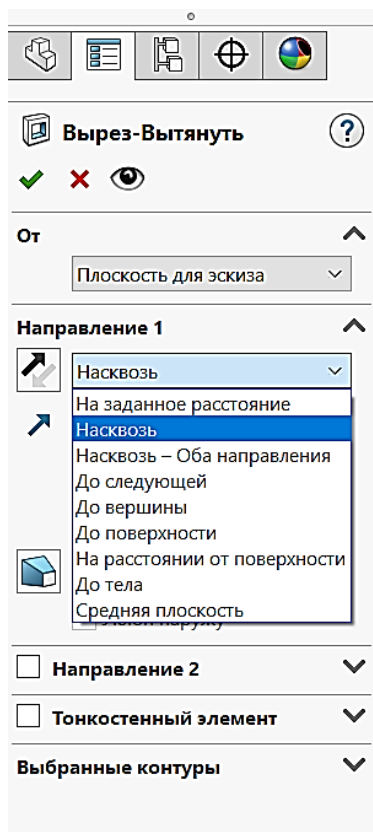 Вырез-Вытянуть
?
От
Плоскость для эскиза
Направление 1
Насквозь
На заданное расстояние
Насквозь
Насквозь – Оба направления
До следующей
До вершины
До поверхности
На расстоянии от поверхности
До тела
Средняя плоскость
Направление 2
Тонкостенный элемент
Выбранные контуры